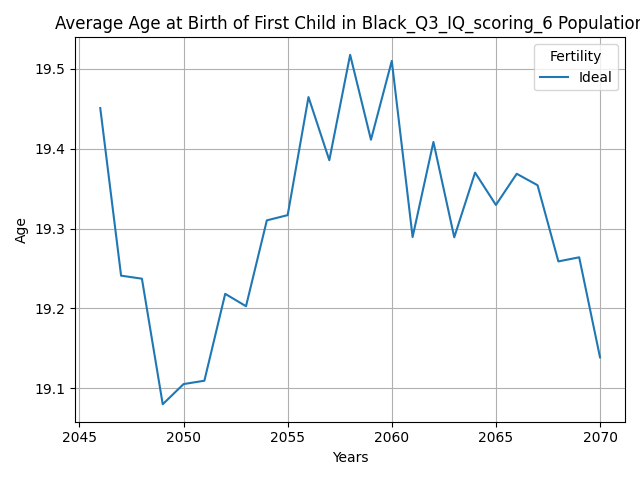 Average Age at Birth of First Child in Black_Q3_IQ_scoring_6 Population
Fertility
Ideal
19.5
19.4
19.3
19.2
19.1
Age
2045 2050 2055 2060 2065 2070
Years